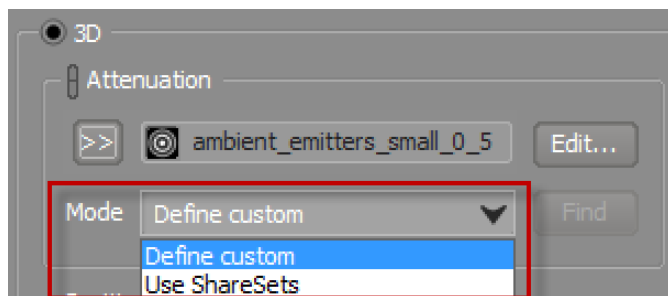 3D
Attenuation
>> ambient_emitters_small_0_5 Edit...
Mode Define custom Find
Define custom
Use ShareSets